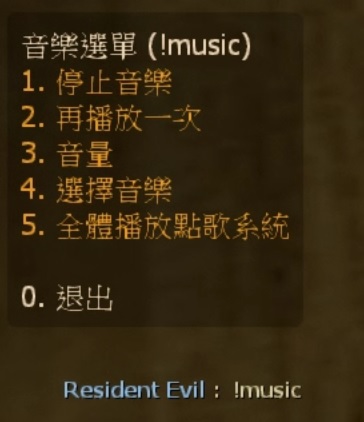 音樂選單 (!music)
1. 停止音樂
2. 再播放一次
3. 音量
4. 選擇音樂
5. 全體播放點歌系統
0. 退出
Resident Evil : !music